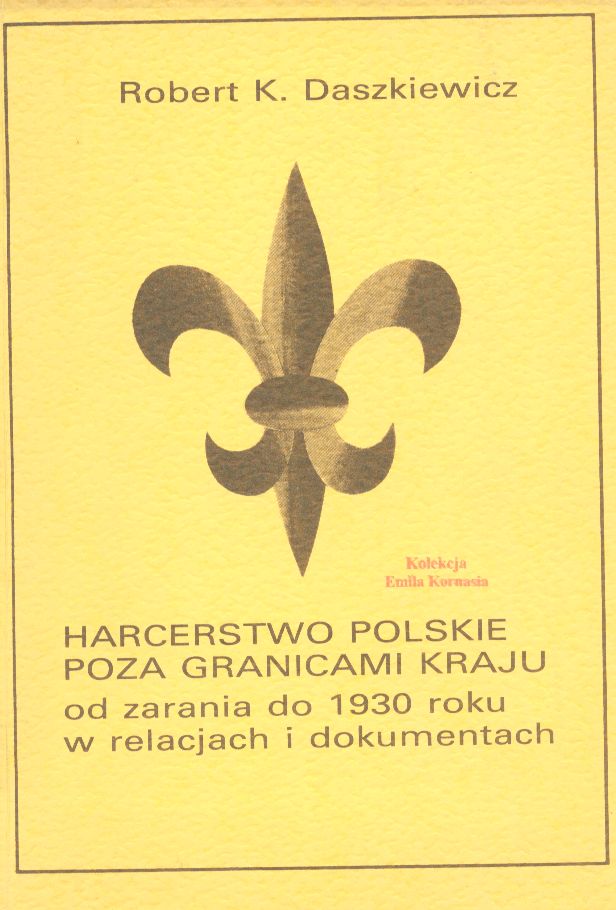 Robert K. Daszkiewicz
Kolekcja
Emila Kornasia
HARCERSTWO POLSKIE
POZA GRANICAMI KRAJU
od zarania do 1930 roku
w relacjach i dokumentach